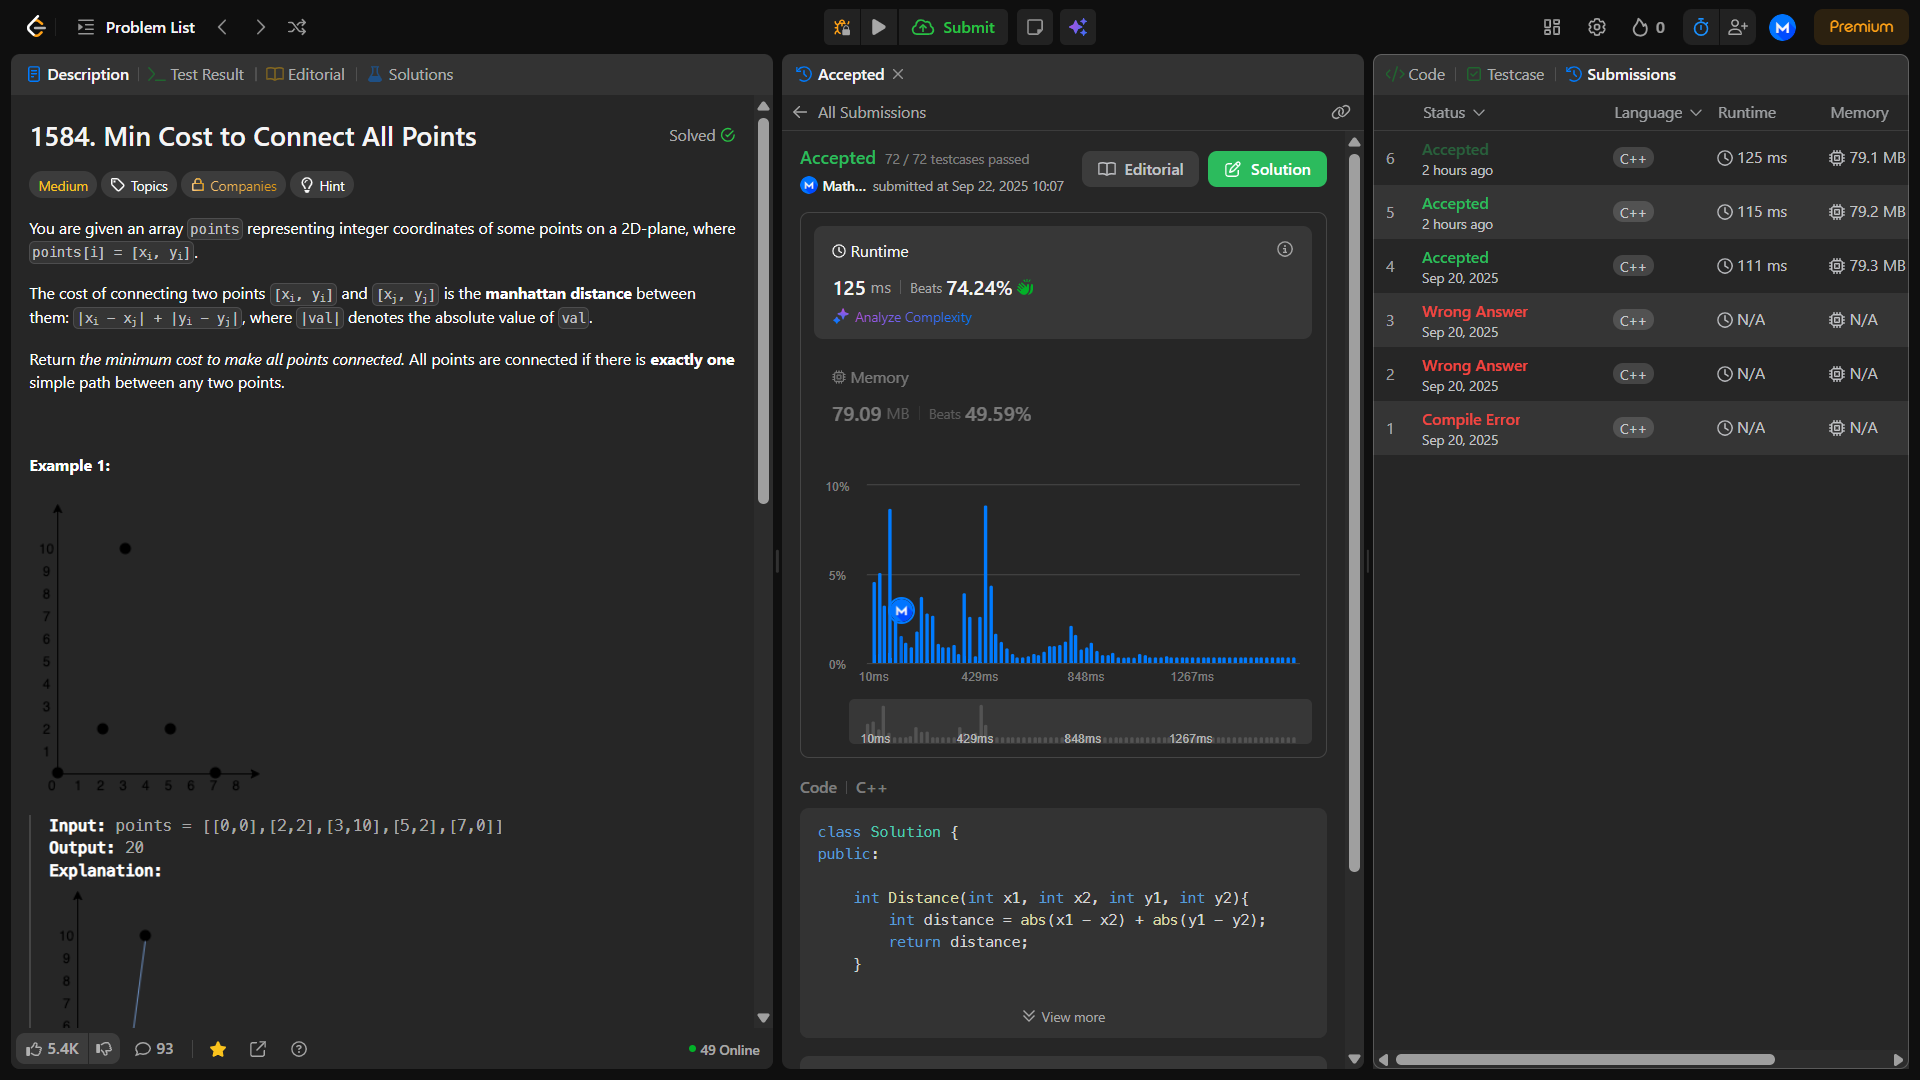 Problem List
Submit
0
Premium
Description
Test Result
Editorial
Solutions
1584. Min Cost to Connect All Points
Solved
Medium
Topics
Companies
Hint
You are given an array points representing integer coordinates of some points on a 2D-plane, where
points[i] = [xi, yi].
The cost of connecting two points [xi, yi] and [xj, yj] is the manhattan distance between
them: |xi − xj| + |yi − yj|, where |val| denotes the absolute value of val.
Return the minimum cost to make all points connected. All points are connected if there is exactly one
simple path between any two points.
Example 1:
10
9
8
7
6
5
4
3
2
1
0 1 2 3 4 5 6 7 8
Input: points = [[0,0],[2,2],[3,10],[5,2],[7,0]]
Output: 20
Explanation:
10
9
8
7
6
5.4K
93
49 Online
Accepted
All Submissions
Accepted 72 / 72 testcases passed
Math... submitted at Sep 22, 2025 10:07
Editorial
Solution
Runtime
125 ms | Beats 74.24%
Analyze Complexity
Memory
79.09 MB | Beats 49.59%
10%
5%
0%
10ms 429ms 848ms 1267ms
10ms 429ms 848ms 1267ms
Code | C++
class Solution {
public:
int Distance(int x1, int x2, int y1, int y2){
int distance = abs(x1 − x2) + abs(y1 − y2);
return distance;
}
View more
Code
Testcase
Submissions
Status Language Runtime Memory
6 Accepted 2 hours ago C++ 125 ms 79.1 MB
5 Accepted 2 hours ago C++ 115 ms 79.2 MB
4 Accepted Sep 20, 2025 C++ 111 ms 79.3 MB
3 Wrong Answer Sep 20, 2025 C++ N/A N/A
2 Wrong Answer Sep 20, 2025 C++ N/A N/A
1 Compile Error Sep 20, 2025 C++ N/A N/A